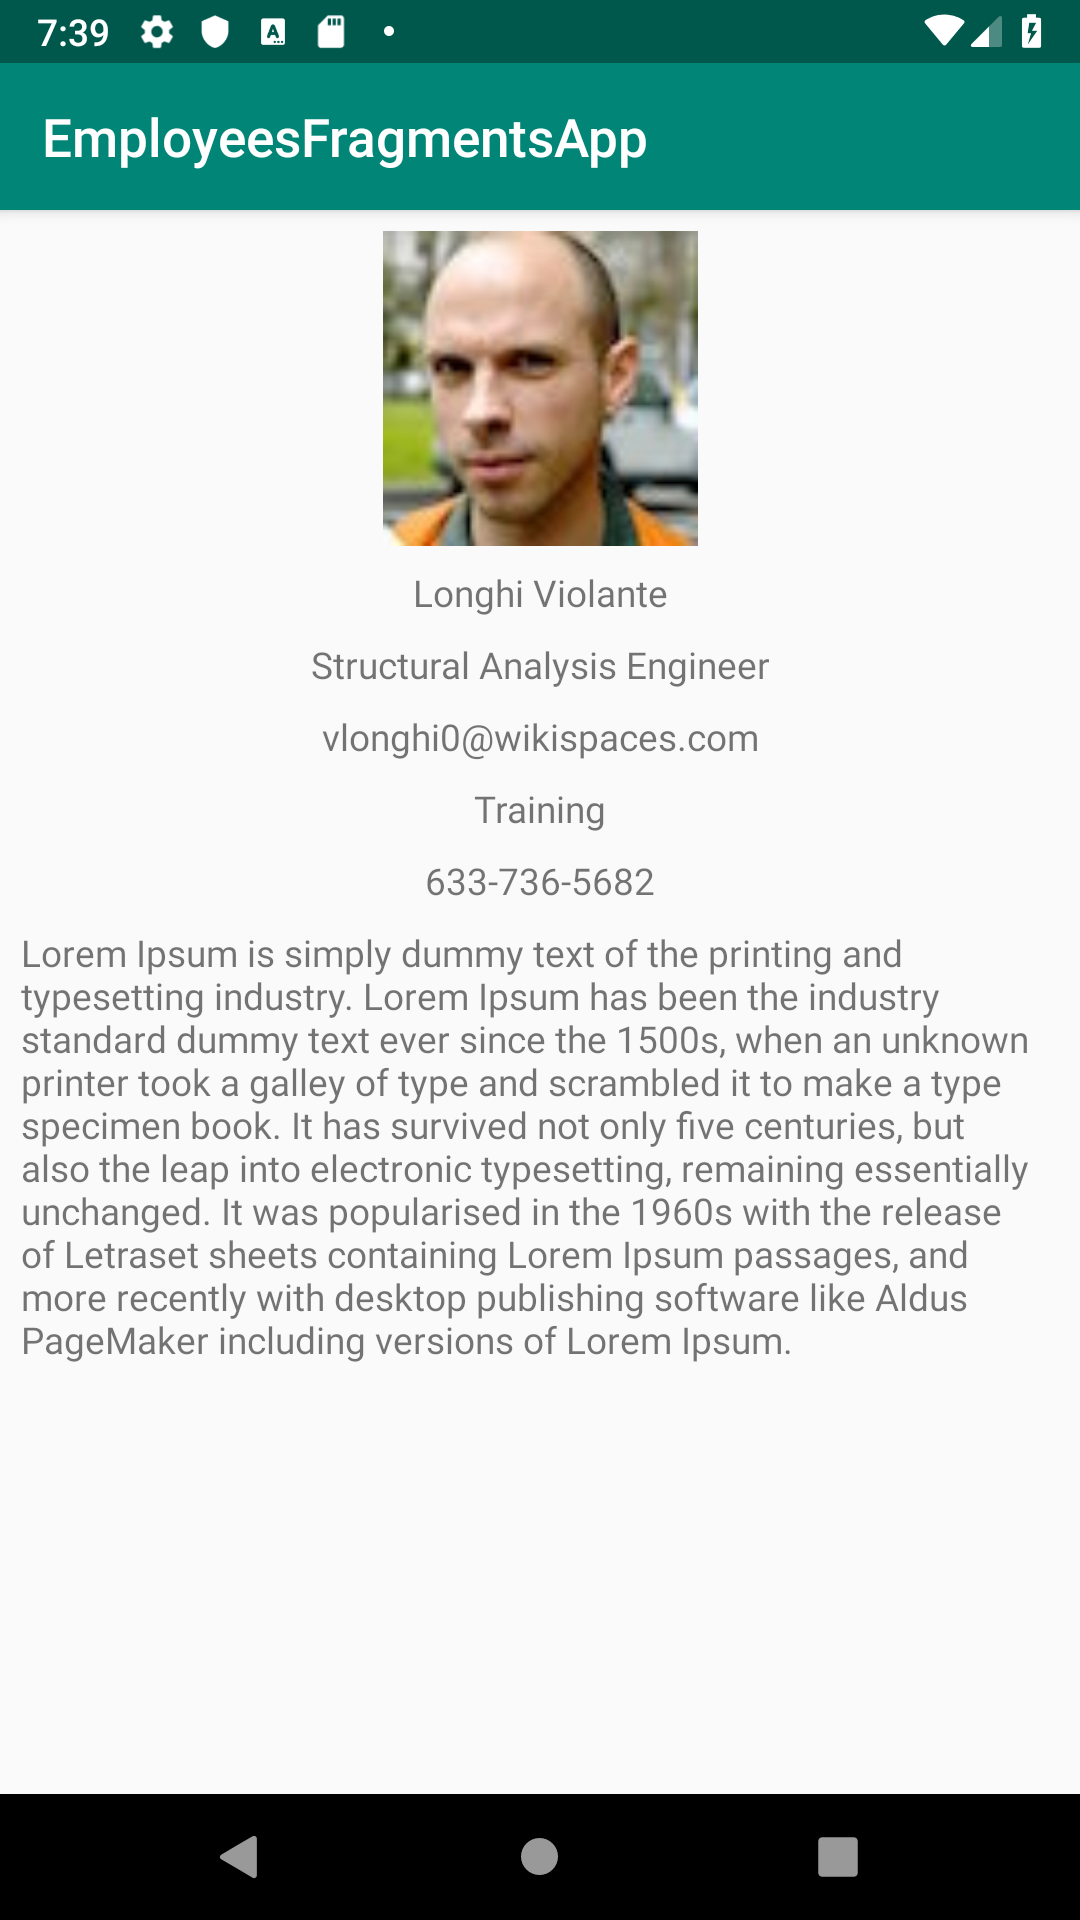 7:39
EmployeesFragmentsApp
Longhi Violante
Structural Analysis Engineer
vlonghi0@wikispaces.com
Training
633-736-5682
Lorem Ipsum is simply dummy text of the printing and
typesetting industry. Lorem Ipsum has been the industry
standard dummy text ever since the 1500s, when an unknown
printer took a galley of type and scrambled it to make a type
specimen book. It has survived not only five centuries, but
also the leap into electronic typesetting, remaining essentially
unchanged. It was popularised in the 1960s with the release
of Letraset sheets containing Lorem Ipsum passages, and
more recently with desktop publishing software like Aldus
PageMaker including versions of Lorem Ipsum.